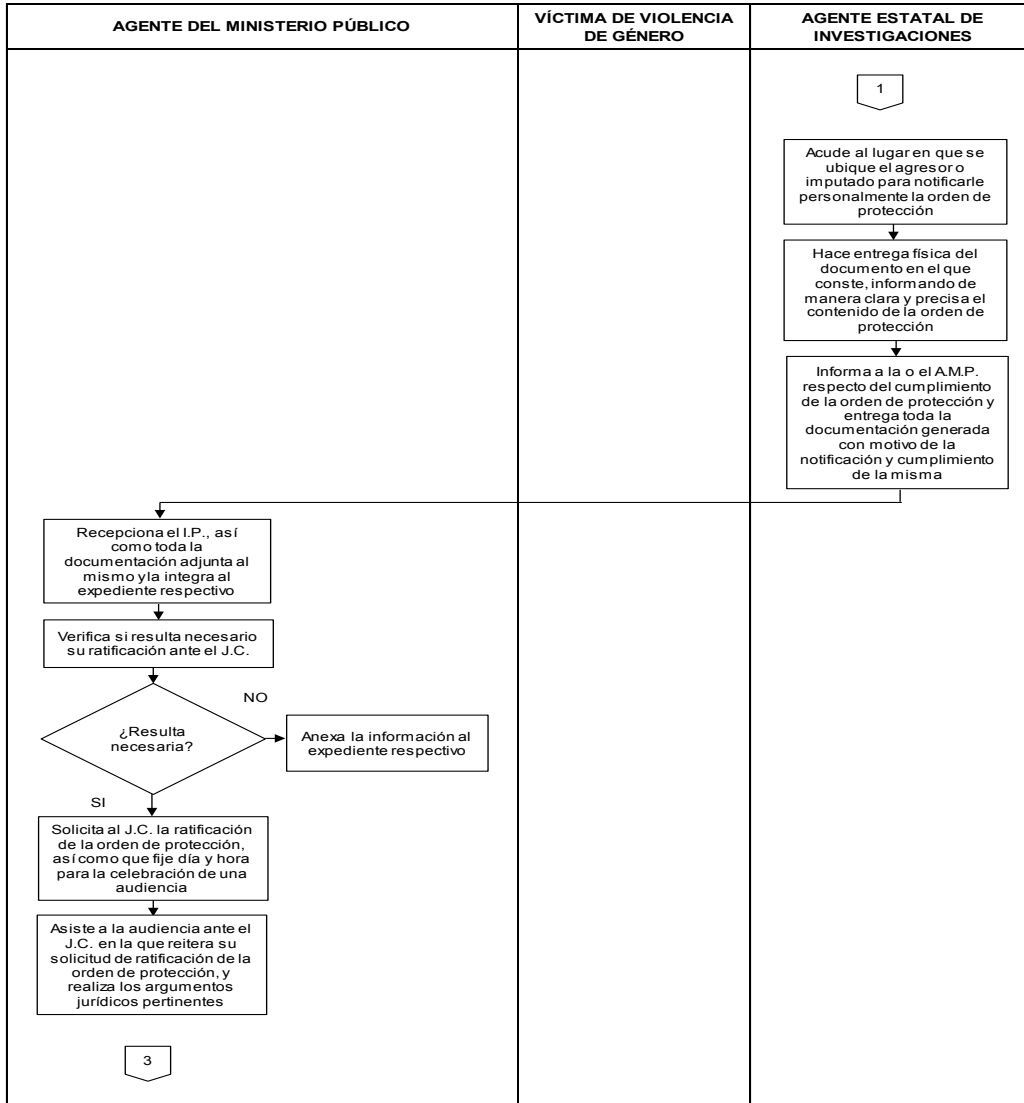 AGENTE DEL MINISTERIO PÚBLICO
VÍCTIMA DE VIOLENCIA
DE GÉNERO
AGENTE ESTATAL DE
INVESTIGACIONES
1
Acude al lugar en que se
ubique el agresor o
imputado para notificarle
personalmente la orden de
protección
Hace entrega física del
documento en el que
conste, informando de
manera clara y precisa el
contenido de la orden de
protección
Informa a la o el A.M.P.
respecto del cumplimiento
de la orden de protección y
entrega toda la
documentación generada
con motivo de la
notificación y cumplimiento
de la misma
Recepciona el I.P., así
como toda la
documentación adjunta al
mismo y la integra al
expediente respectivo
Verifica si resulta necesario
su ratificación ante el J.C.
¿Resulta
necesaria?
NO
Anexa la información al
expediente respectivo
SI
Solicita al J.C. la ratificación
de la orden de protección,
así como que fije día y hora
para la celebración de una
audiencia
Asiste a la audiencia ante el
J.C. en la que reitera su
solicitud de ratificación de la
orden de protección, y
realiza los argumentos
jurídicos pertinentes
3